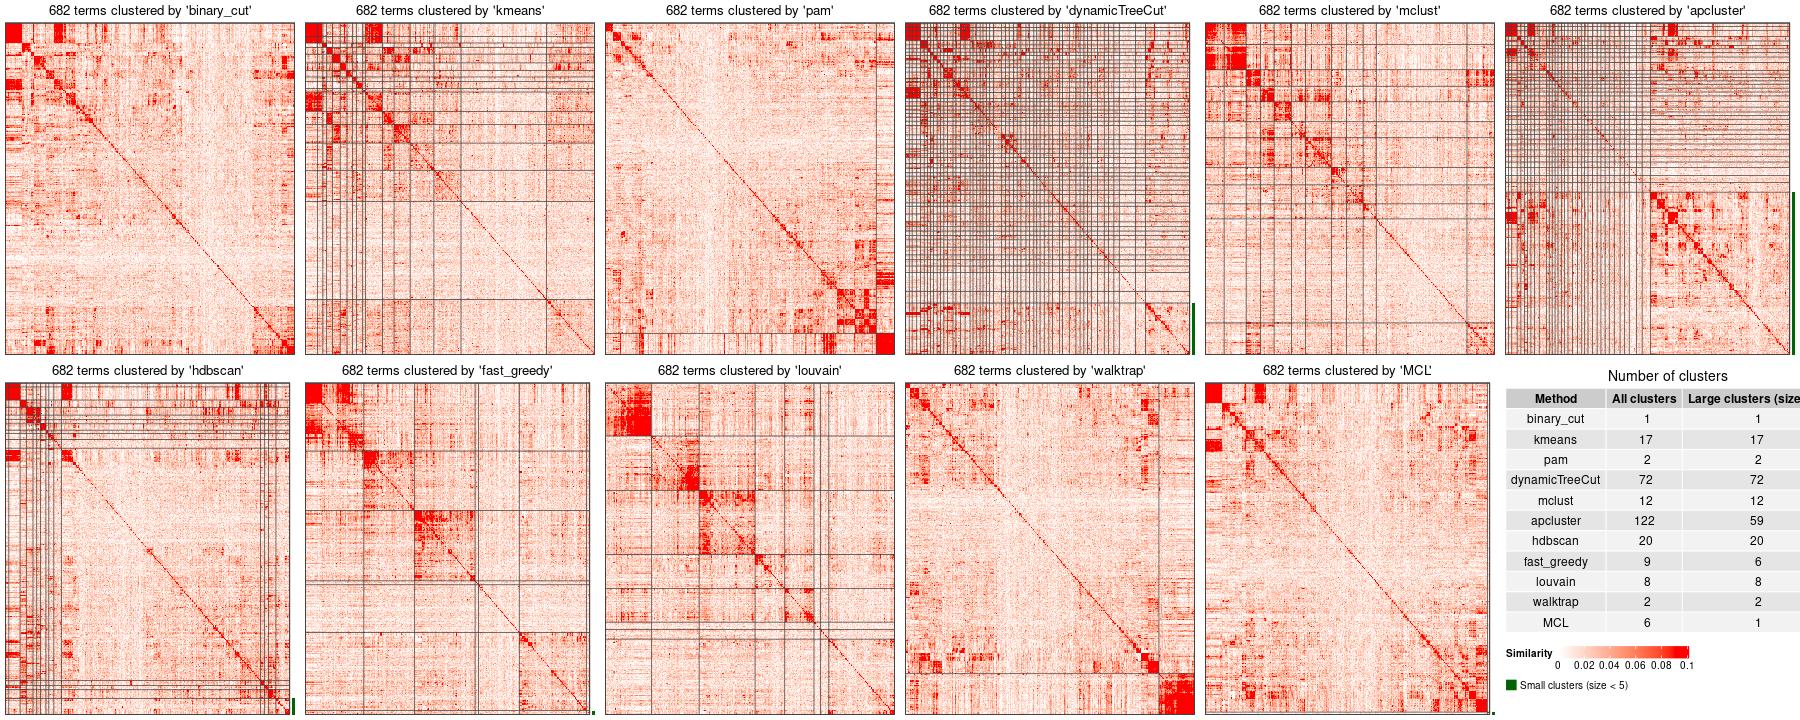 682 terms clustered by 'binary_cut'
682 terms clustered by 'kmeans'
682 terms clustered by 'pam'
682 terms clustered by 'dynamicTreeCut'
682 terms clustered by 'mclust'
682 terms clustered by 'apcluster'
682 terms clustered by 'hdbscan'
682 terms clustered by 'fast_greedy'
682 terms clustered by 'louvain'
682 terms clustered by 'walktrap'
682 terms clustered by 'MCL'
Number of clusters
Method All clusters Large clusters (size
binary_cut 1 1
kmeans 17 17
pam 2 2
dynamicTreeCut 72 72
mclust 12 12
apcluster 122 59
hdbscan 20 20
fast_greedy 9 6
louvain 8 8
walktrap 2 2
MCL 6 1
Similarity
0 0.02 0.04 0.06 0.08 0.1
Small clusters (size < 5)